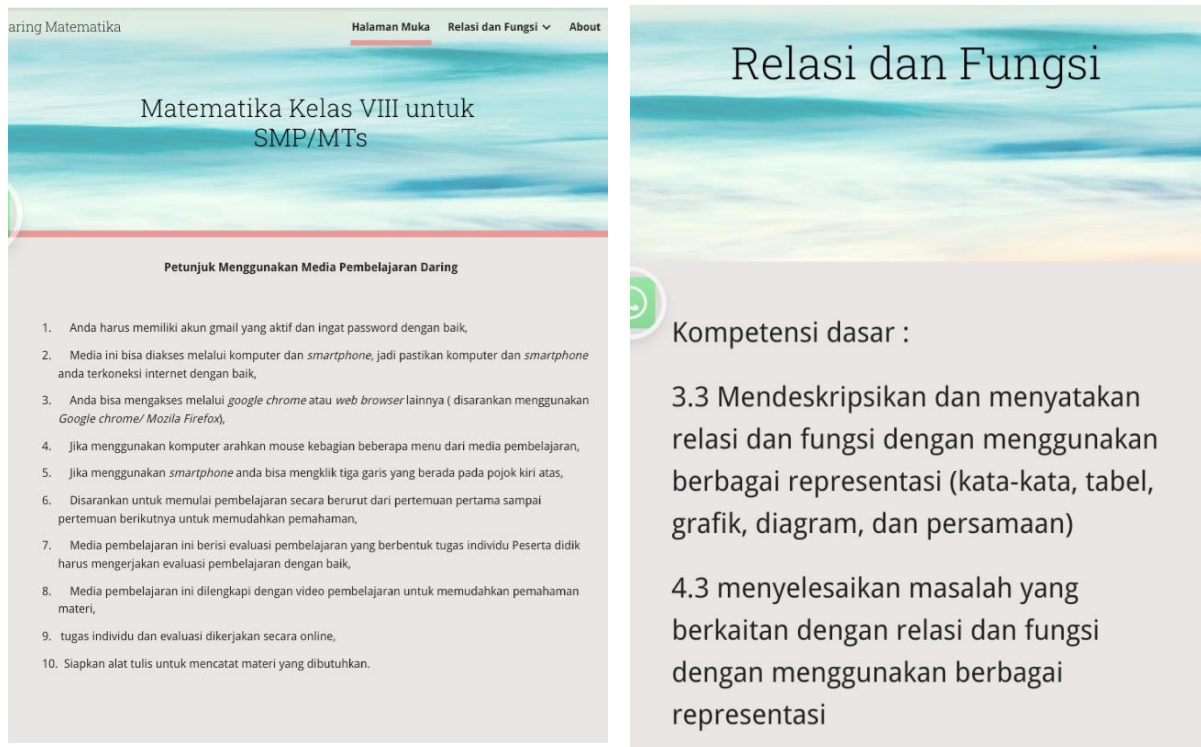 aring Matematika
Halaman Muka Relasi dan Fungsi About
Matematika Kelas VIII untuk
SMP/MTs
Petunjuk Menggunakan Media Pembelajaran Daring
1. Anda harus memiliki akun gmail yang aktif dan ingat password dengan baik,
2. Media ini bisa diakses melalui komputer dan smartphone, jadi pastikan komputer dan smartphone
anda terkoneksi internet dengan baik,
3. Anda bisa mengakses melalui google chrome atau web browser lainnya ( disarankan menggunakan
Google chrome/ Mozila Firefox),
4. Jika menggunakan komputer arahkan mouse kebagian beberapa menu dari media pembelajaran,
5. Jika menggunakan smartphone anda bisa mengklik tiga garis yang berada pada pojok kiri atas,
6. Disarankan untuk memulai pembelajaran secara berurut dari pertemuan pertama sampai
pertemuan berikutnya untuk memudahkan pemahaman,
7. Media pembelajaran ini berisi evaluasi pembelajaran yang berbentuk tugas individu Peserta didik
harus mengerjakan evaluasi pembelajaran dengan baik,
8. Media pembelajaran ini dilengkapi dengan video pembelajaran untuk memudahkan pemahaman
materi,
9. tugas individu dan evaluasi dikerjakan secara online,
10. Siapkan alat tulis untuk mencatat materi yang dibutuhkan.
Relasi dan Fungsi
Kompetensi dasar :
3.3 Mendeskripsikan dan menyatakan
relasi dan fungsi dengan menggunakan
berbagai representasi (kata-kata, tabel,
grafik, diagram, dan persamaan)
4.3 menyelesaikan masalah yang
berkaitan dengan relasi dan fungsi
dengan menggunakan berbagai
representasi